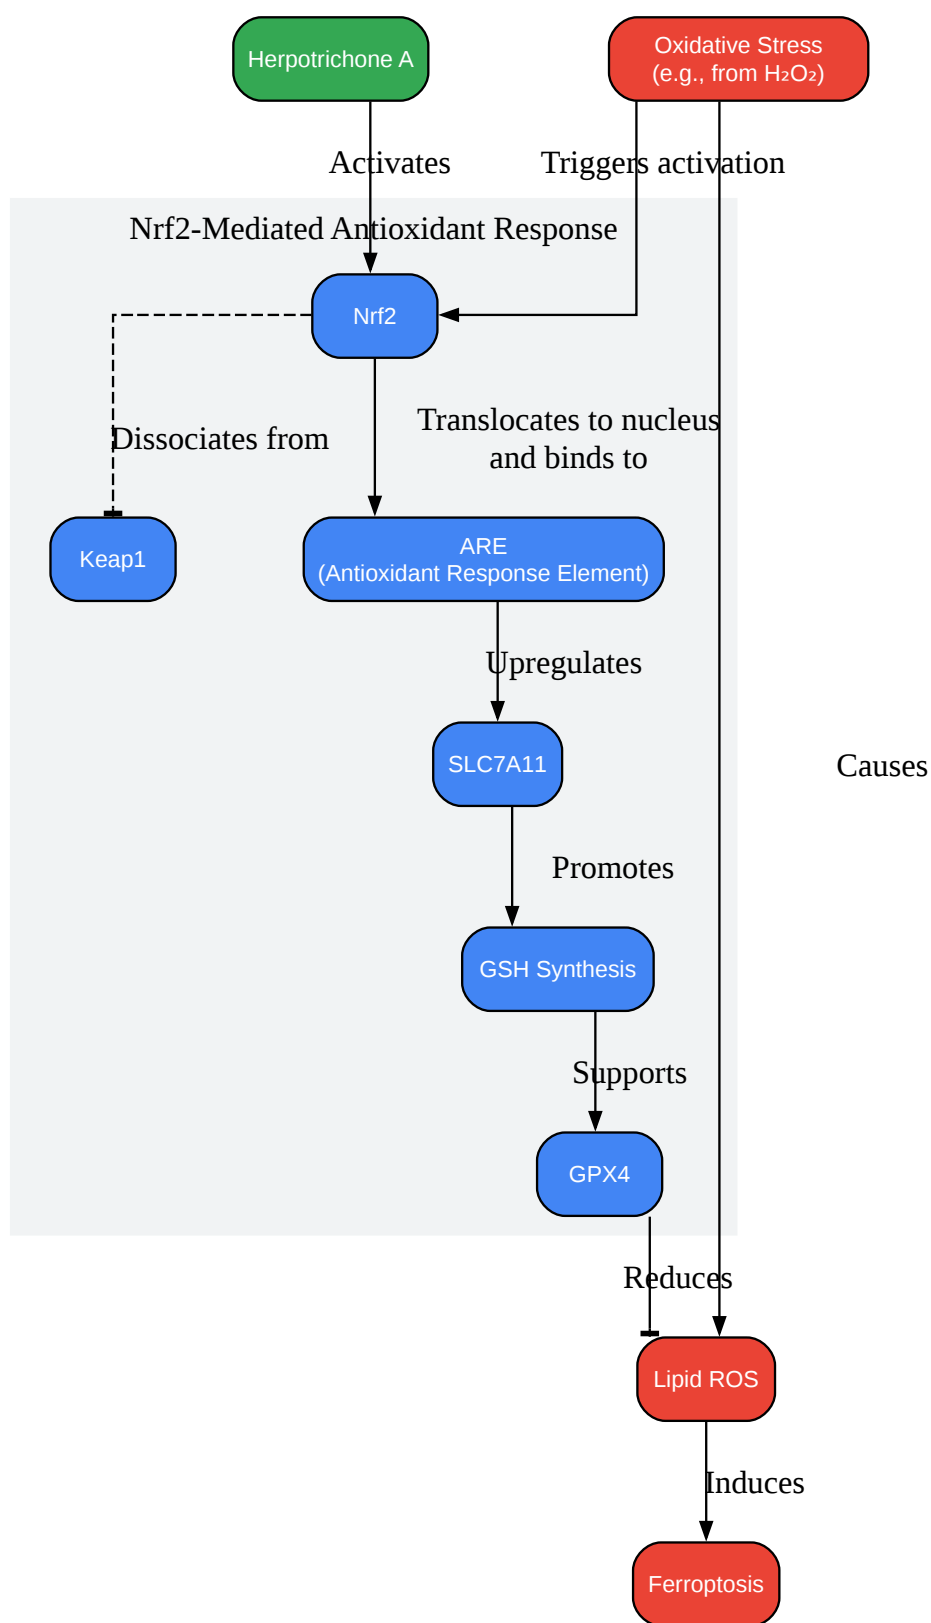 Herpotrichone A
Oxidative Stress
(e.g., from H₂O₂)
Activates
Triggers activation
Nrf2-Mediated Antioxidant Response
Nrf2
Translocates to nucleus
and binds to
Dissociates from
Keap1
ARE
(Antioxidant Response Element)
Upregulates
SLC7A11
Causes
Promotes
GSH Synthesis
Supports
GPX4
Reduces
Lipid ROS
Induces
Ferroptosis